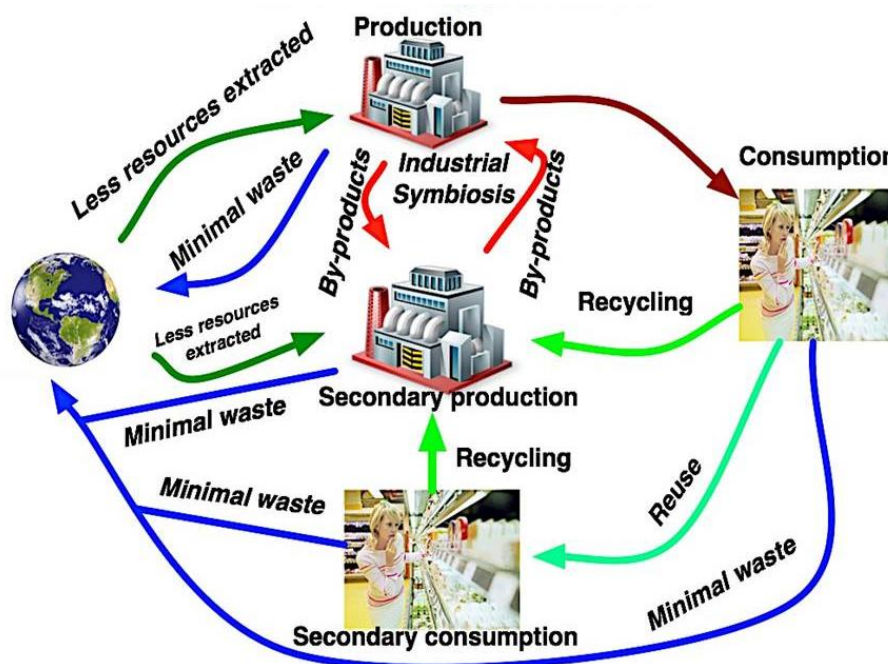 Production
Less resources extracted
Minimal waste
Industrial
Symbiosis
By-products
By-products
Consumption
Less resources
extracted
Recycling
Secondary production
Minimal waste
Recycling
Minimal waste
Reuse
Minimal waste
Secondary consumption